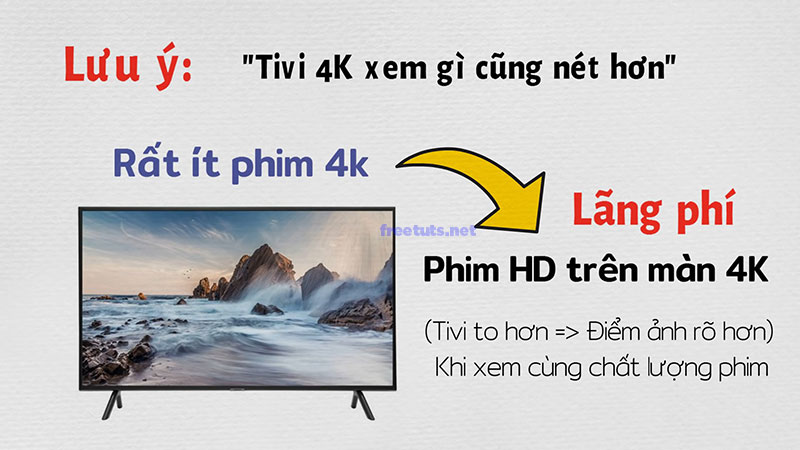 Lưu ý: "Tivi 4K xem gì cũng nét hơn"
Rất ít phim 4k
Lãng phí
freetuts.net
Phim HD trên màn 4K
(Tivi to hơn => Điểm ảnh rõ hơn)
Khi xem cùng chất lượng phim